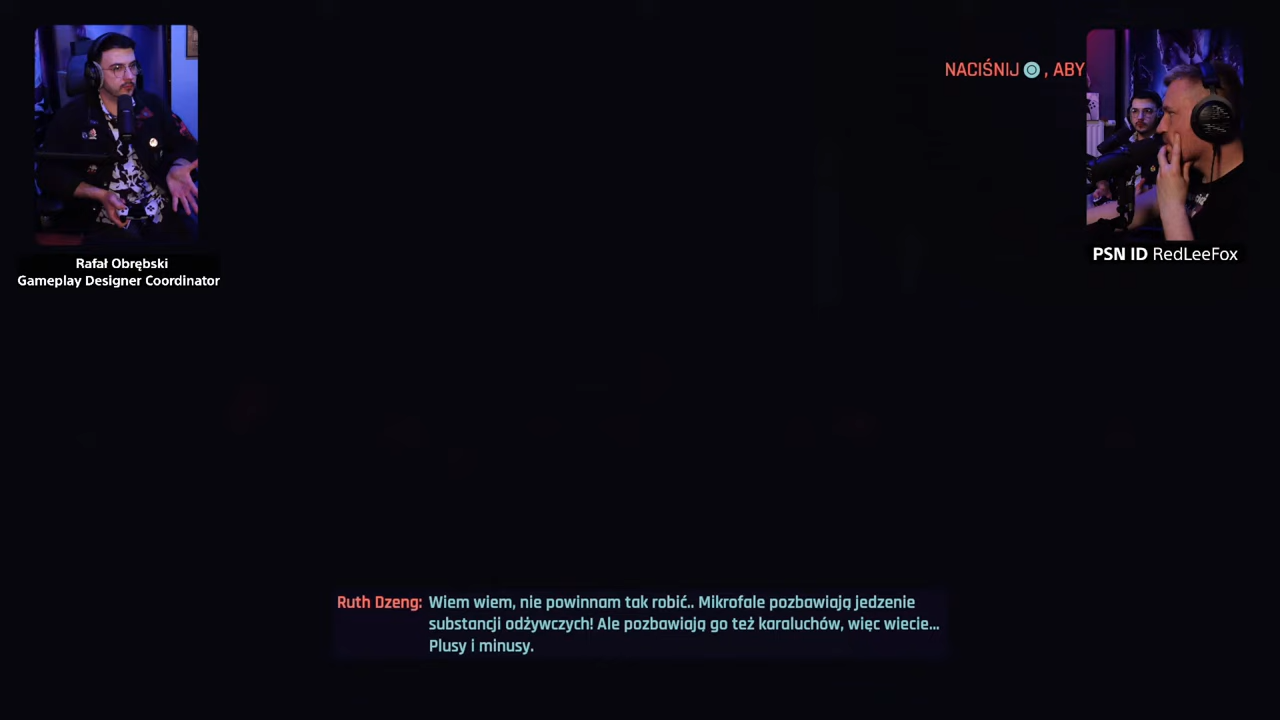 NACIŚNIJ , ABY
Rafał Obrębski
Gameplay Designer Coordinator
PSN ID RedLeeFox
Ruth Dzeng: Wiem wiem, nie powinnam tak robić.. Mikrofale pozbawiają jedzenie
substancji odżywczych! Ale pozbawiają go też karaluchów, więc wiecie...
Plusy i minusy.